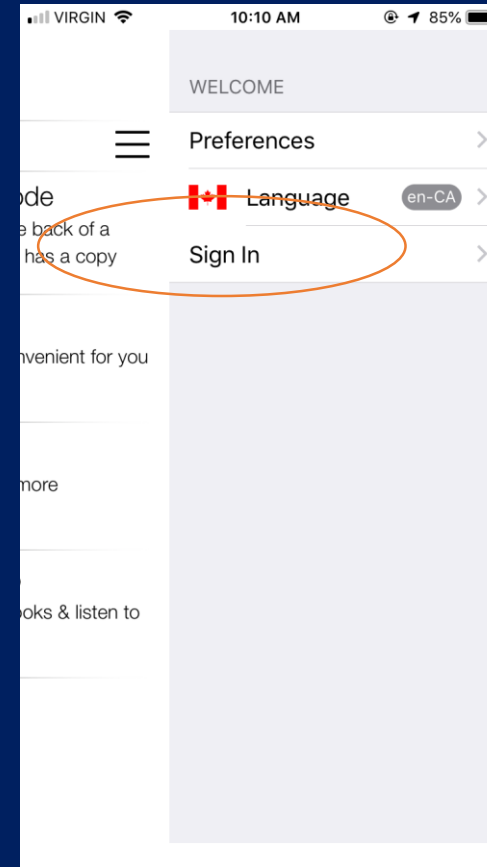 VIRGIN 10:10 AM 85%
WELCOME
Preferences
Language en-CA
Sign In
ode
e back of a
has a copy
nvenient for you
more
ooks & listen to